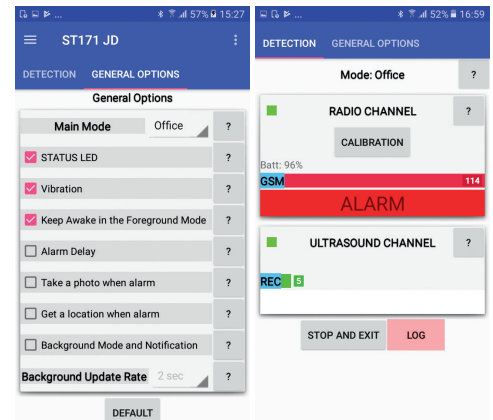 57% 15:27
ST171 JD
DETECTION GENERAL OPTIONS
General Options
Main Mode Office ?
STATUS LED ?
Vibration ?
Keep Awake in the Foreground Mode ?
Alarm Delay ?
Take a photo when alarm ?
Get a location when alarm ?
Background Mode and Notification ?
Background Update Rate 2 sec ?
DEFAULT
52% 16:59
DETECTION GENERAL OPTIONS
Mode: Office ?
RADIO CHANNEL ?
CALIBRATION
Batt: 96%
GSM 114
ALARM
ULTRASOUND CHANNEL ?
REC 5
STOP AND EXIT LOG